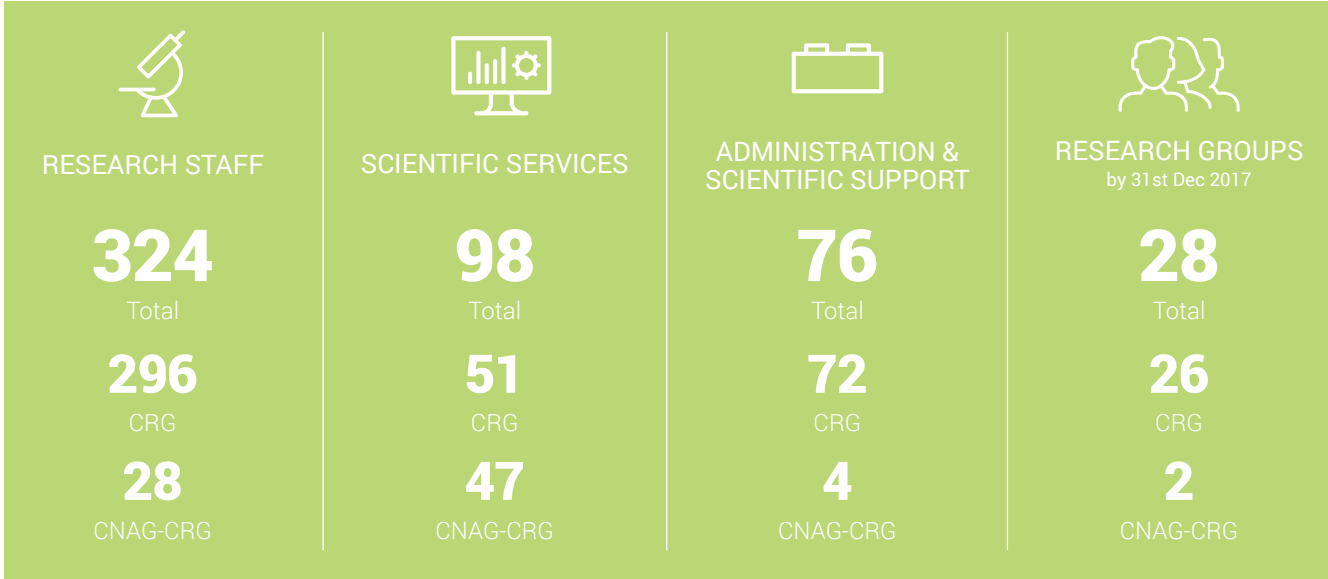 RESEARCH STAFF
324
Total
296
CRG
28
CNAG-CRG
SCIENTIFIC SERVICES
98
Total
51
CRG
47
CNAG-CRG
ADMINISTRATION &
SCIENTIFIC SUPPORT
76
Total
72
CRG
4
CNAG-CRG
RESEARCH GROUPS
by 31st Dec 2017
28
Total
26
CRG
2
CNAG-CRG